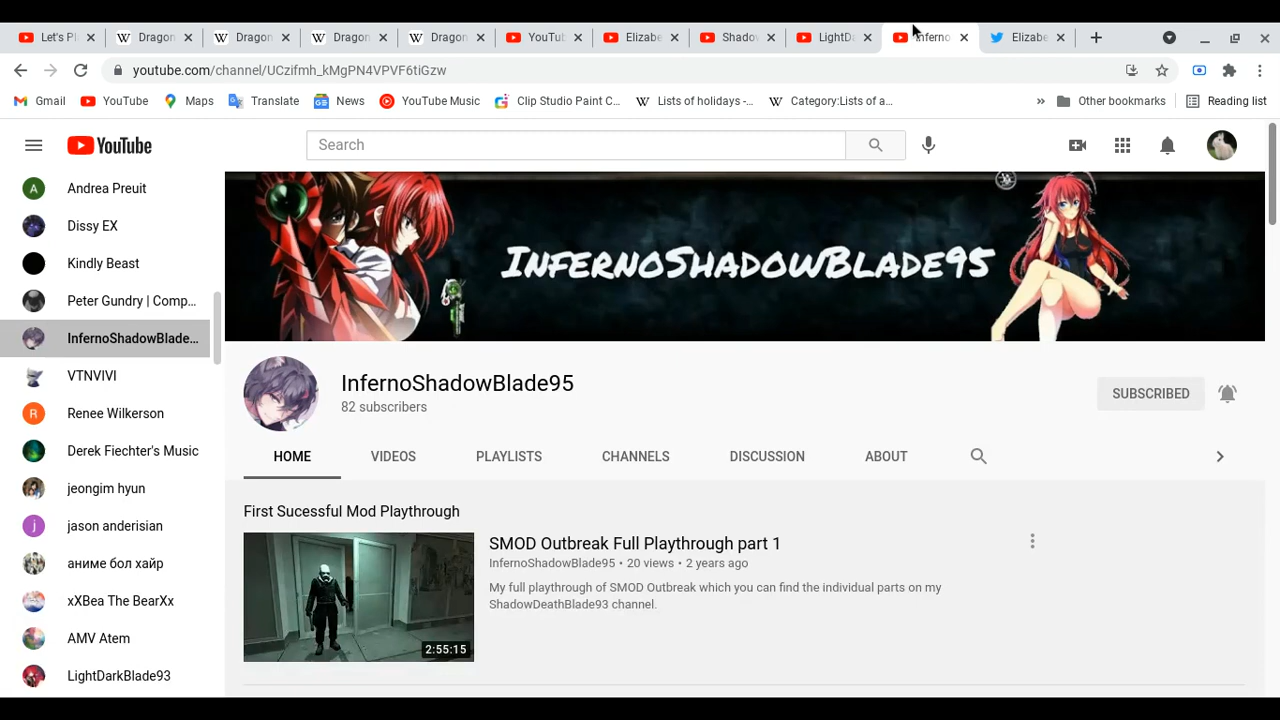 Let's Pl
Dragon
Dragon
Dragon
Dragon
YouTub
Elizabe
Shadow
LightDa
Inferno
Elizabe
youtube.com/channel/UCzifmh_kMgPN4VPVF6tiGzw
Gmail
YouTube
Maps
Translate
News
YouTube Music
Clip Studio Paint C...
Lists of holidays -...
Category:Lists of a...
»
Other bookmarks
Reading list
YouTube
Search
Andrea Preuit
Dissy EX
Kindly Beast
Peter Gundry | Comp...
InfernoShadowBlade...
VTNVIVI
Renee Wilkerson
Derek Fiechter's Music
jeongim hyun
jason anderisian
аниме бол хайр
xXBea The BearXx
AMV Atem
LightDarkBlade93
InfernoShadowBlade95
InfernoShadowBlade95
82 subscribers
SUBSCRIBED
HOME
VIDEOS
PLAYLISTS
CHANNELS
DISCUSSION
ABOUT
First Sucessful Mod Playthrough
2:55:15
SMOD Outbreak Full Playthrough part 1
InfernoShadowBlade95 • 20 views • 2 years ago
My full playthrough of SMOD Outbreak which you can find the individual parts on my
ShadowDeathBlade93 channel.